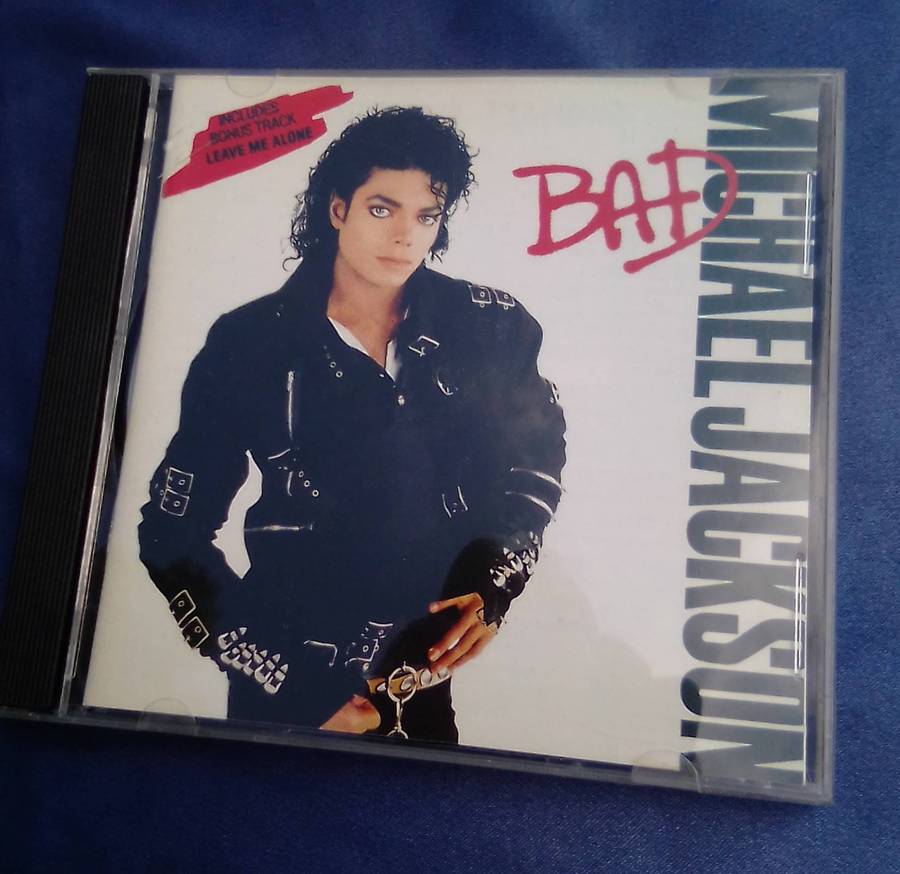 INCLUDES
BONUS TRACK
LEAVE ME ALONE
BAD
MICHAEL JACKSON